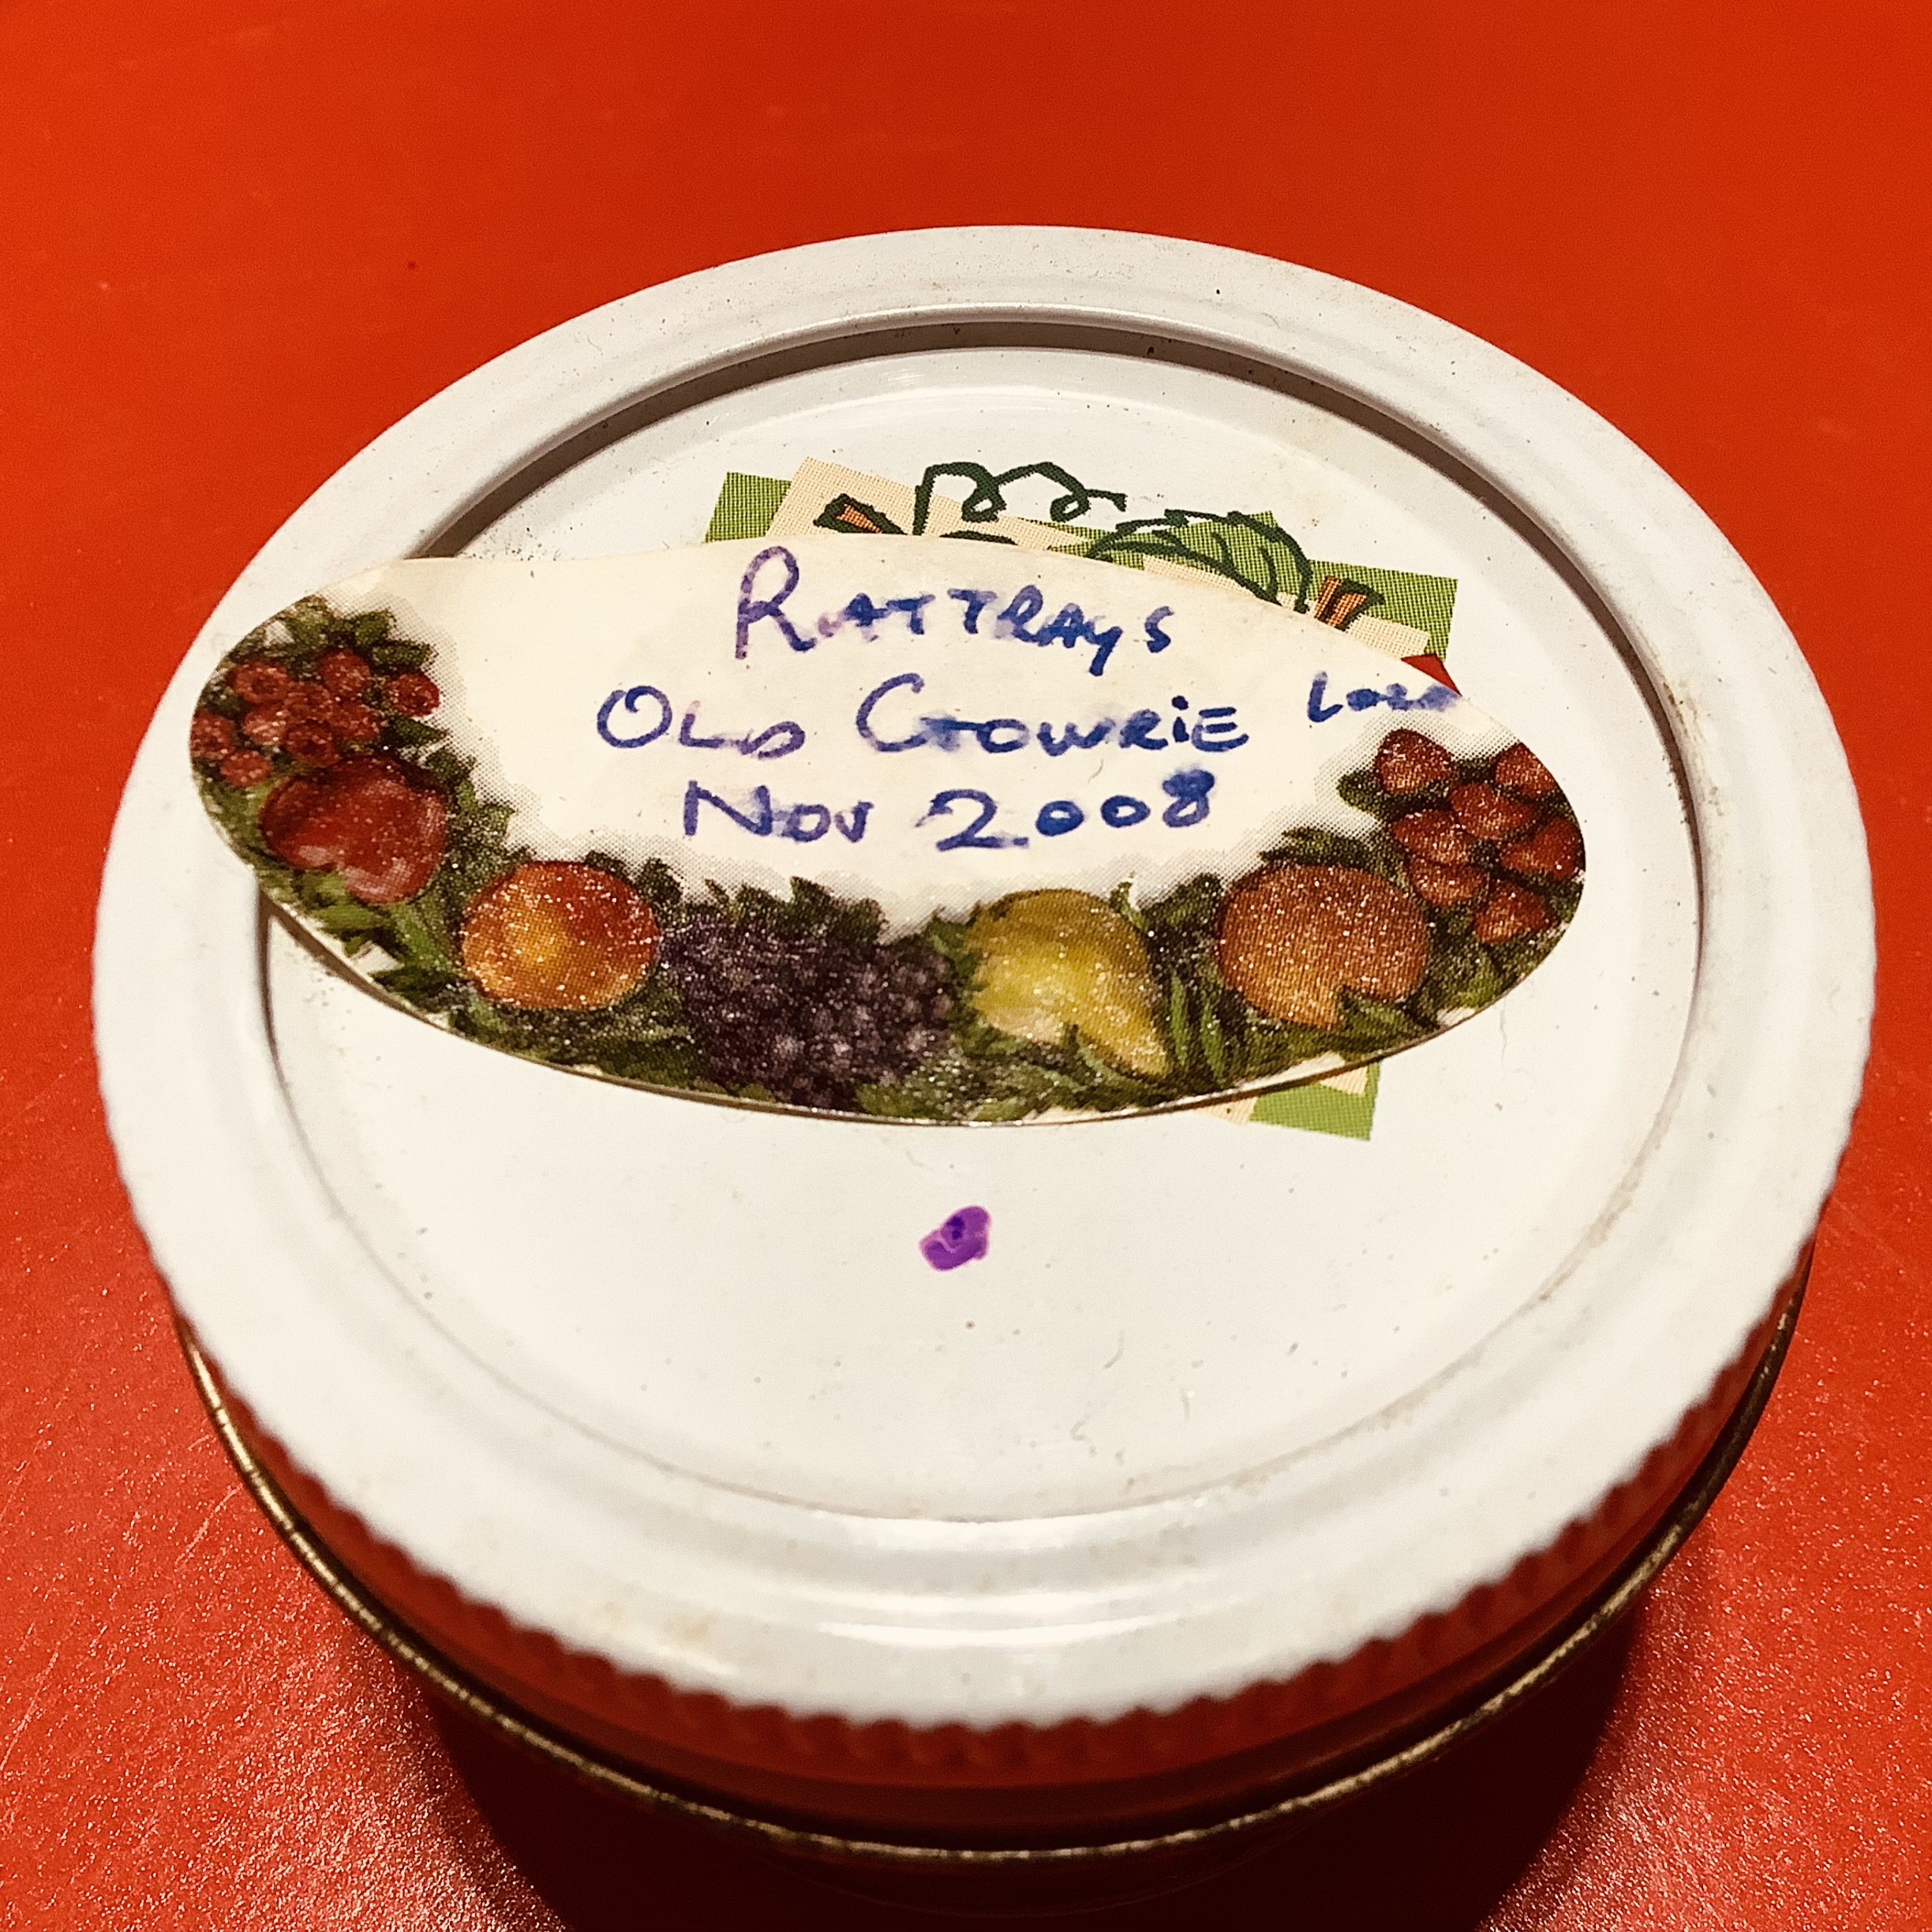 RATTRAYS
OLD GOWRIE
NOV 2008